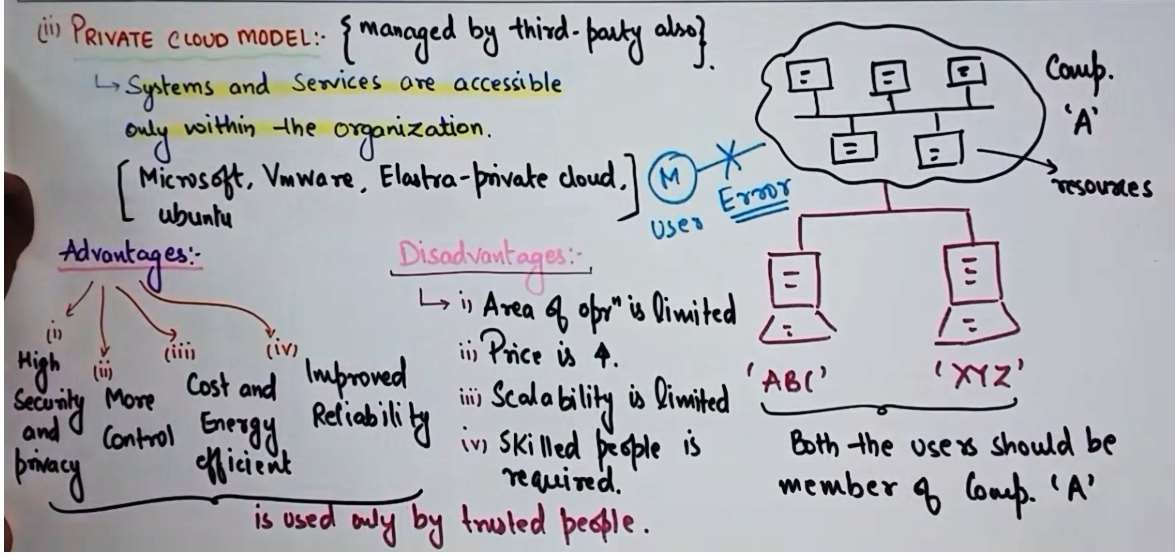 (ii) PRIVATE CLOUD MODEL:- { managed by third-party also}.
↳ Systems and Services are accessible
only within the organization.
[ Microsoft, Vmware, Elastra-private cloud,
ubuntu ]
M
User
Error
Comp.
'A'
resources
Advantages:-
(i)
High
Security
and
privacy
(ii)
More
Control
(iii)
Cost and
Energy
efficient
(iv)
Improved
Reliability
is used only by trusted people.
Disadvantages:-
↳ i) Area of oprⁿ is limited
ii) Price is ↑.
iii) Scalability is limited
iv) Skilled people is
required.
'ABC'
'XYZ'
Both the users should be
member of Comp. 'A'